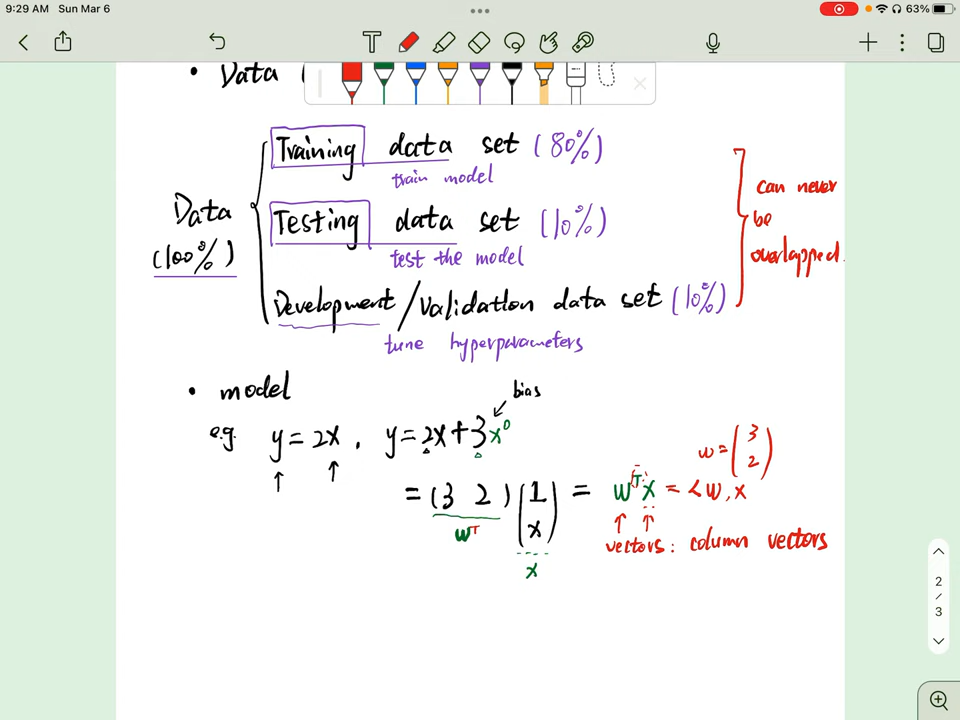 9:29 AM Sun Mar 6
63%
• Data
Training data set (80%)
train model
Data
(100%)
Testing data set (10%)
test the model
Development/Validation data set (10%)
tune hyperparameters
can never
be
overlapped.
• model
bias
e.g. y = 2x, y = 2x + 3x⁰
w = (3 2)
= (3 2) (1 x) = wᵀx = <w, x
wᵀ
x
vectors: column vectors
2
/
3